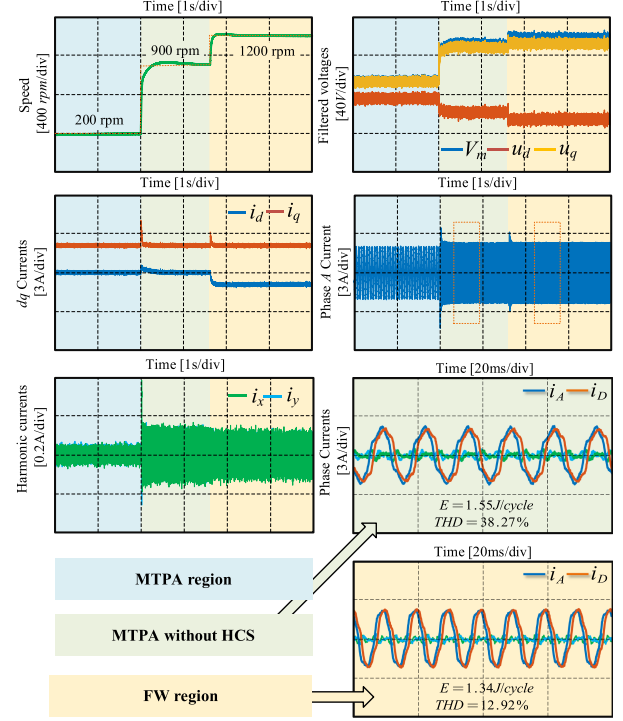 Time [1s/div]
Speed
[400 rpm/div]
200 rpm
900 rpm
1200 rpm
Time [1s/div]
Filtered voltages
[40V/div]
V_m u_d u_q
Time [1s/div]
dq Currents
[3A/div]
i_d i_q
Time [1s/div]
Phase A Current
[3A/div]
Time [1s/div]
Harmonic currents
[0.2A/div]
i_x i_y
Time [20ms/div]
Phase Currents
[3A/div]
i_A i_D
E = 1.55J/cycle
THD = 38.27%
MTPA region
MTPA without HCS
FW region
Time [20ms/div]
i_A i_D
E = 1.34J/cycle
THD = 12.92%